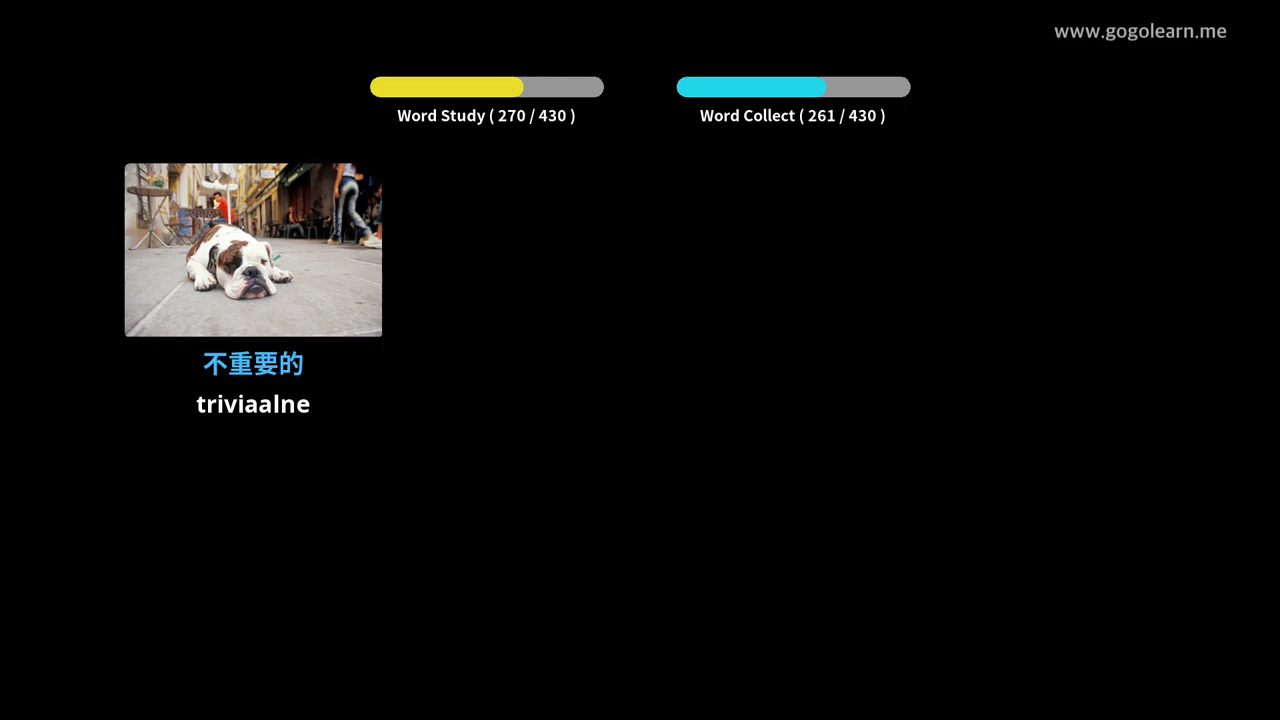 www.gogolearn.me
Word Study ( 270 / 430 )
Word Collect ( 261 / 430 )
不重要的
triviaalne